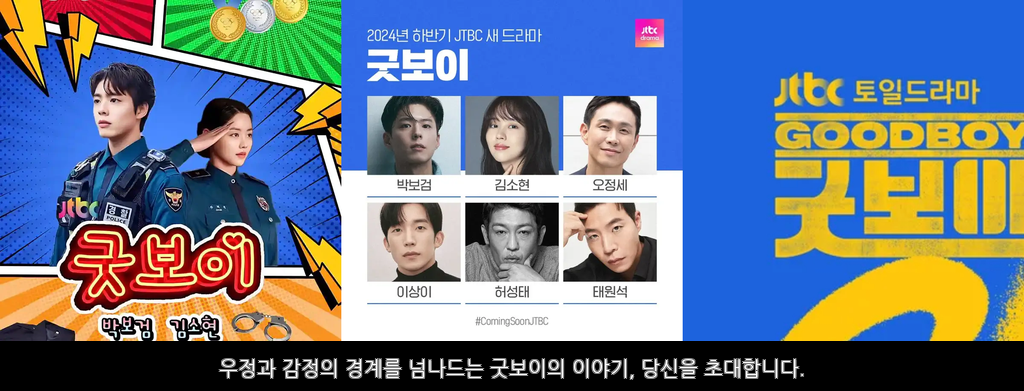 jtbc
경찰
POLICE
굿보이
박보검 김소현
2024년 하반기 JTBC 새 드라마
굿보이
jtbc
drama
박보검
김소현
오정세
이상이
허성태
태원석
#ComingSoonJTBC
jtbc 토일드라마
GOODBOY
굿보이
우정과 감정의 경계를 넘나드는 굿보이의 이야기, 당신을 초대합니다.